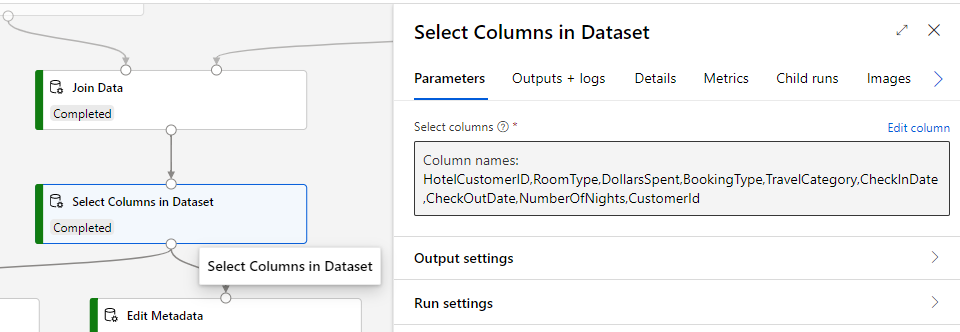 Join Data
Completed
Select Columns in Dataset
Completed
Select Columns in Dataset
Edit Metadata
Select Columns in Dataset
Parameters Outputs + logs Details Metrics Child runs Images
Select columns ? *
Edit column
Column names:
HotelCustomerID,RoomType,DollarsSpent,BookingType,TravelCategory,CheckInDate
,CheckOutDate,NumberOfNights,CustomerId
Output settings
Run settings